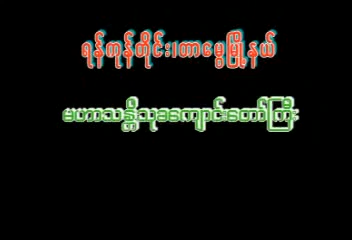 ရန်ကုန်တိုင်း၊တာမွေမြို့နယ်
မဟာသန္တိသုခကျောင်းတော်ကြီး